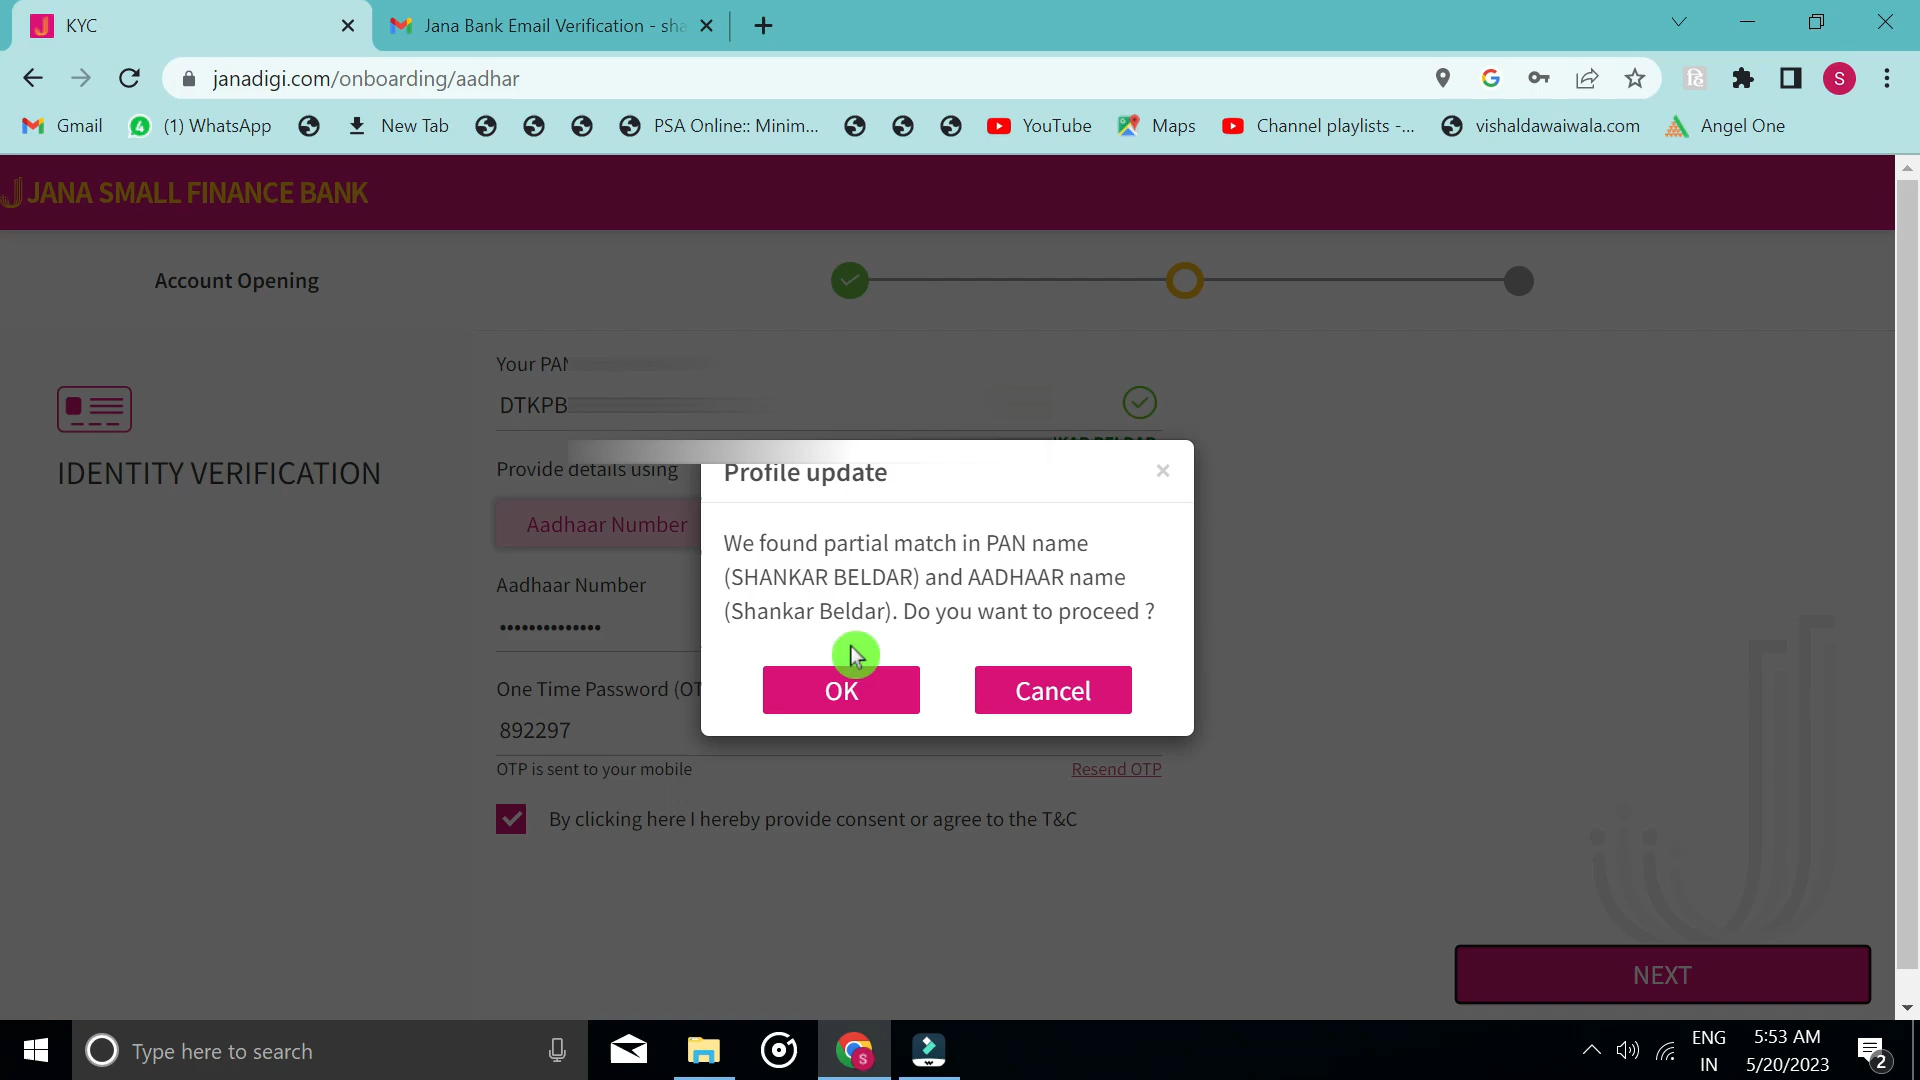 KYC
Jana Bank Email Verification - sha
janadigi.com/onboarding/aadhar
S
Gmail
(1) WhatsApp
New Tab
PSA Online:: Minim...
YouTube
Maps
Channel playlists -...
vishaldawaiwala.com
Angel One
JANA SMALL FINANCE BANK
Account Opening
IDENTITY VERIFICATION
Your PAN
DTKPB
Provide details using
Aadhaar Number
Aadhaar Number
One Time Password (OT
892297
OTP is sent to your mobile
Resend OTP
By clicking here I hereby provide consent or agree to the T&C
Profile update
×
We found partial match in PAN name
(SHANKAR BELDAR) and AADHAAR name
(Shankar Beldar). Do you want to proceed ?
OK
Cancel
NEXT
Type here to search
ENG
IN
5:53 AM
5/20/2023
2